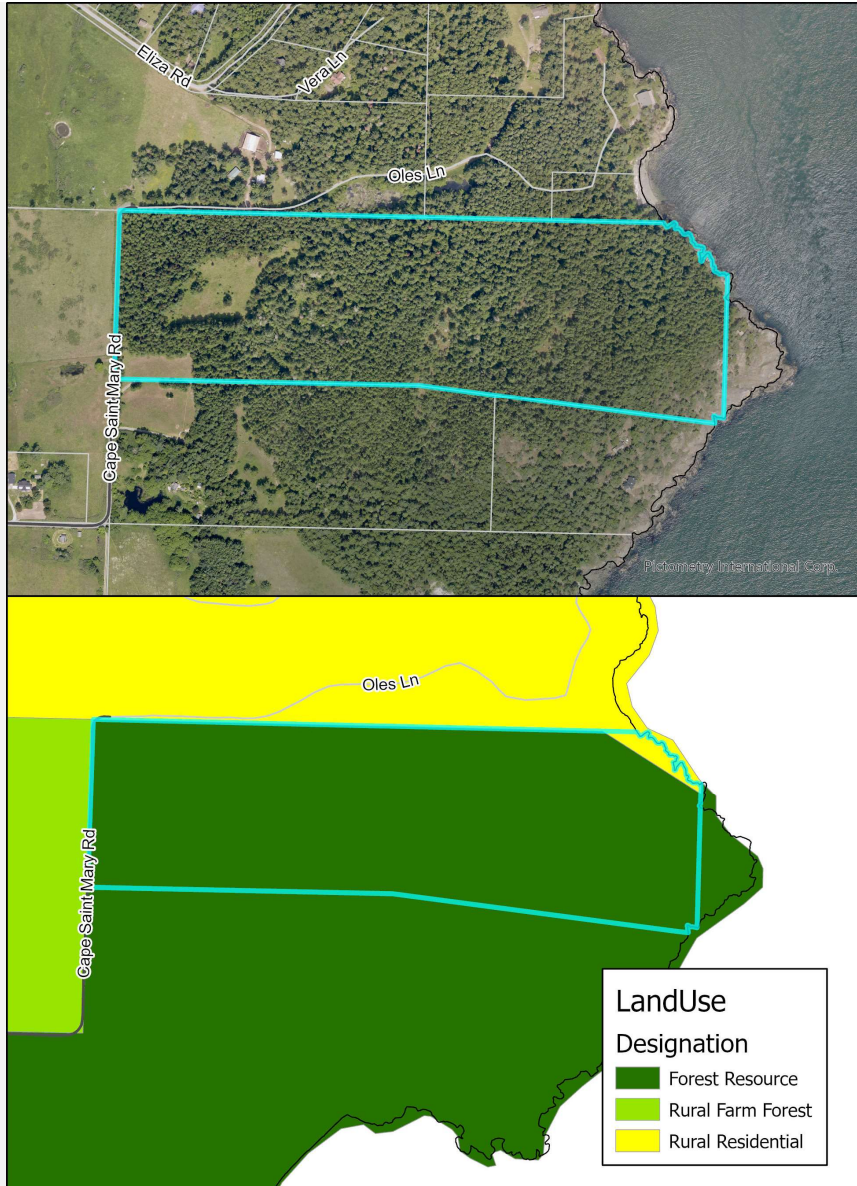 Eliza Rd
Vera Ln
Oles Ln
Cape Saint Mary Rd
Pictometry International Corp.
Oles Ln
Cape Saint Mary Rd
LandUse
Designation
Forest Resource
Rural Farm Forest
Rural Residential